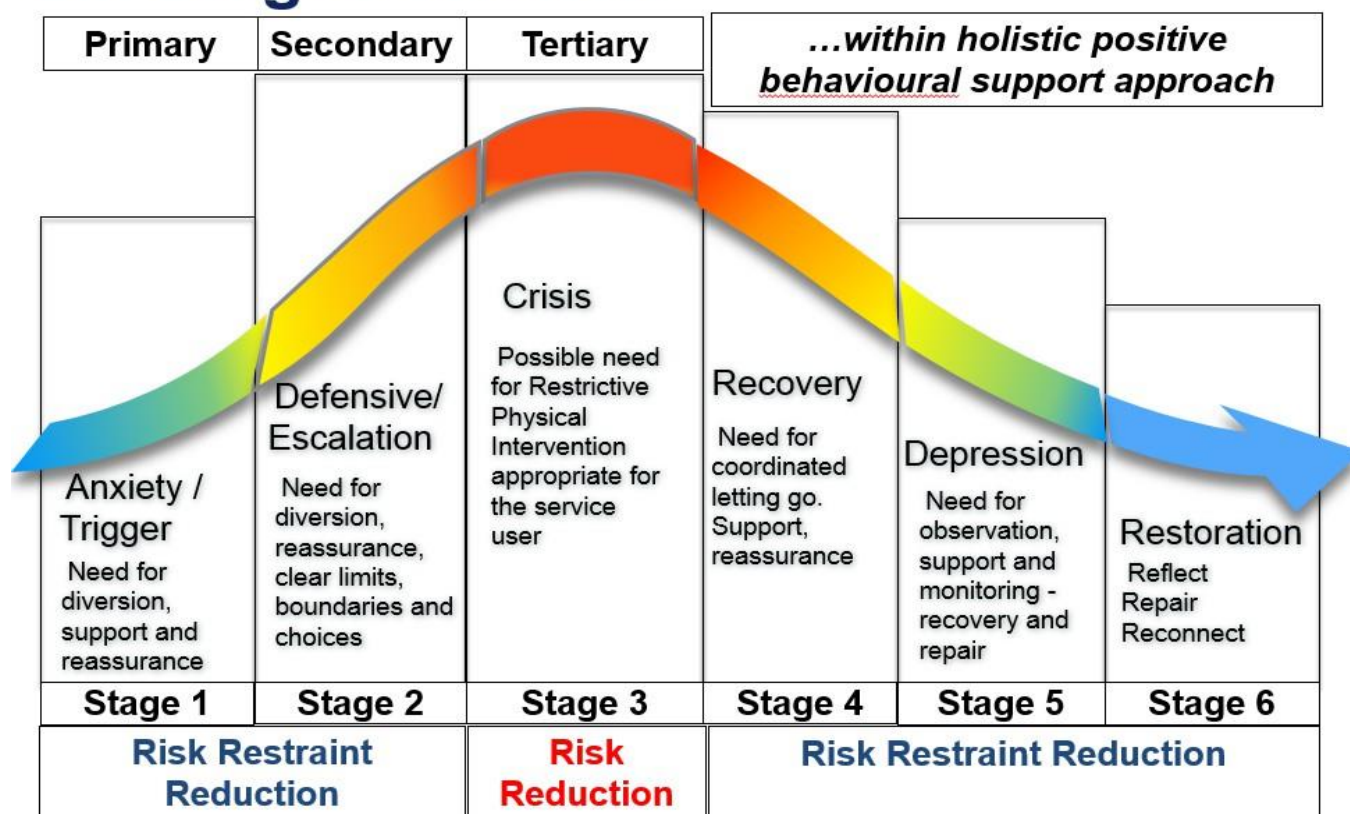 Primary
Secondary
Tertiary
...within holistic positive
behavioural support approach
Anxiety /
Trigger
Need for
diversion,
support and
reassurance
Defensive/
Escalation
Need for
diversion,
reassurance,
clear limits,
boundaries and
choices
Crisis
Possible need
for Restrictive
Physical
Intervention
appropriate for
the service
user
Recovery
Need for
coordinated
letting go.
Support,
reassurance
Depression
Need for
observation,
support and
monitoring -
recovery and
repair
Restoration
Reflect
Repair
Reconnect
Stage 1
Stage 2
Stage 3
Stage 4
Stage 5
Stage 6
Risk Restraint
Reduction
Risk
Reduction
Risk Restraint Reduction